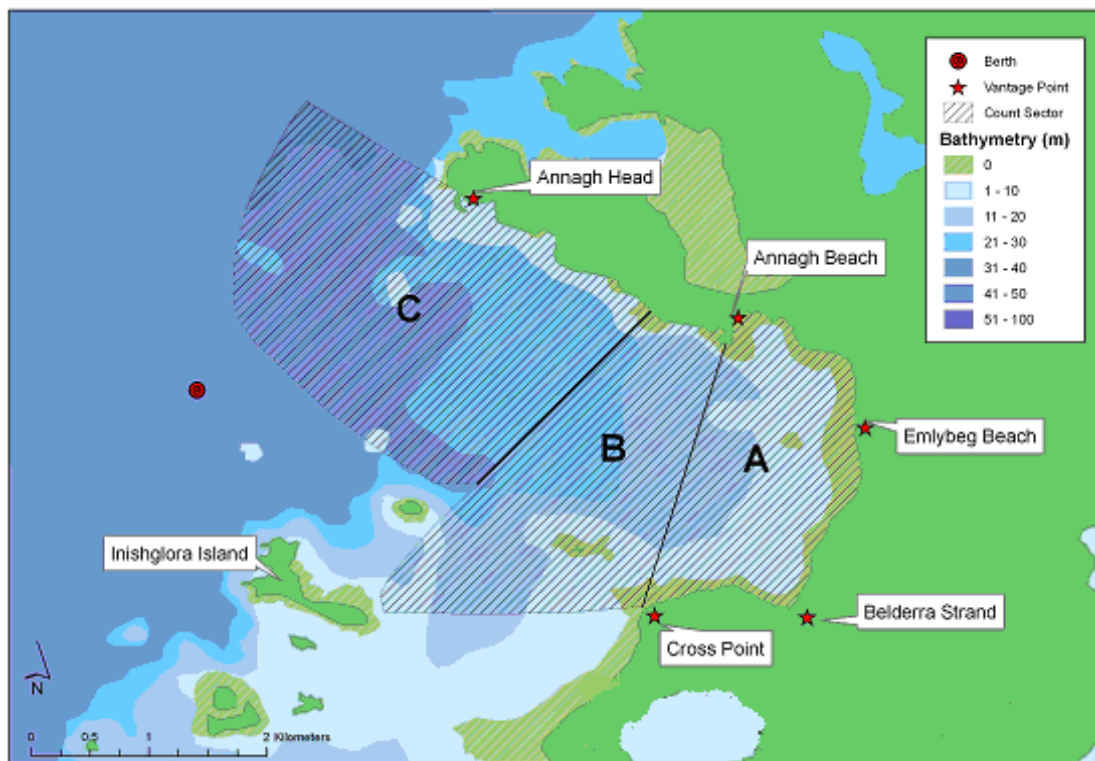 Berth
Vantage Point
Count Sector
Bathymetry (m)
0
1 - 10
11 - 20
21 - 30
31 - 40
41 - 50
51 - 100
Annagh Head
Annagh Beach
C
Emlybeg Beach
B
A
Inishglora Island
Belderra Strand
Cross Point
N
0 0.5 1 2 Kilometers